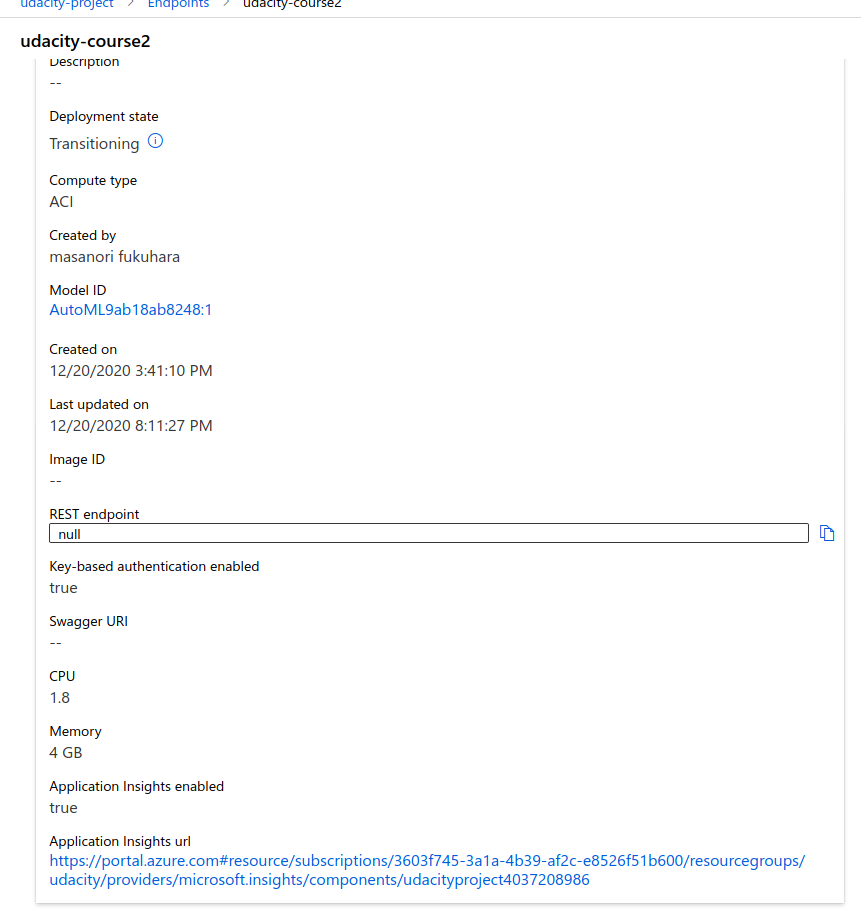 udacity-project > Endpoints > udacity-course2
udacity-course2
Description
--
Deployment state
Transitioning
Compute type
ACI
Created by
masanori fukuhara
Model ID
AutoML9ab18ab8248:1
Created on
12/20/2020 3:41:10 PM
Last updated on
12/20/2020 8:11:27 PM
Image ID
--
REST endpoint
null
Key-based authentication enabled
true
Swagger URI
--
CPU
1.8
Memory
4 GB
Application Insights enabled
true
Application Insights url
https://portal.azure.com#resource/subscriptions/3603f745-3a1a-4b39-af2c-e8526f51b600/resourcegroups/
udacity/providers/microsoft.insights/components/udacityproject4037208986